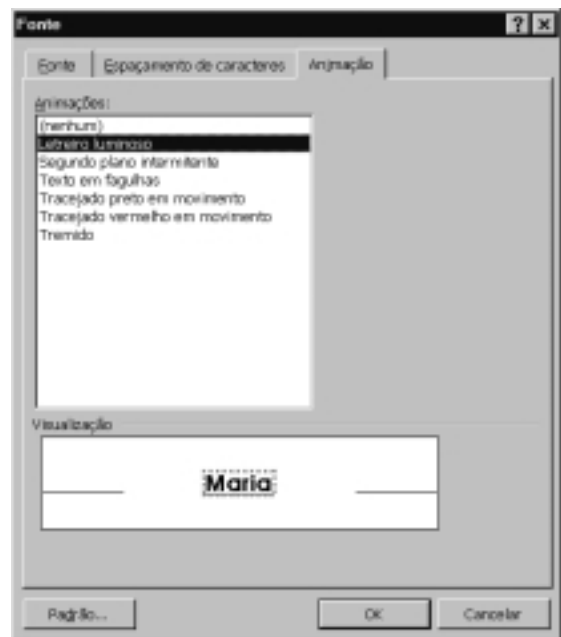 Fonte
Fonte Espaçamento de caracteres Animação
Animações:
(nenhum)
Letreiro luminoso
Segundo plano intermitente
Texto em fagulhas
Tracejado preto em movimento
Tracejado vermelho em movimento
Tremido
Visualização
Maria
Padrão... OK Cancelar